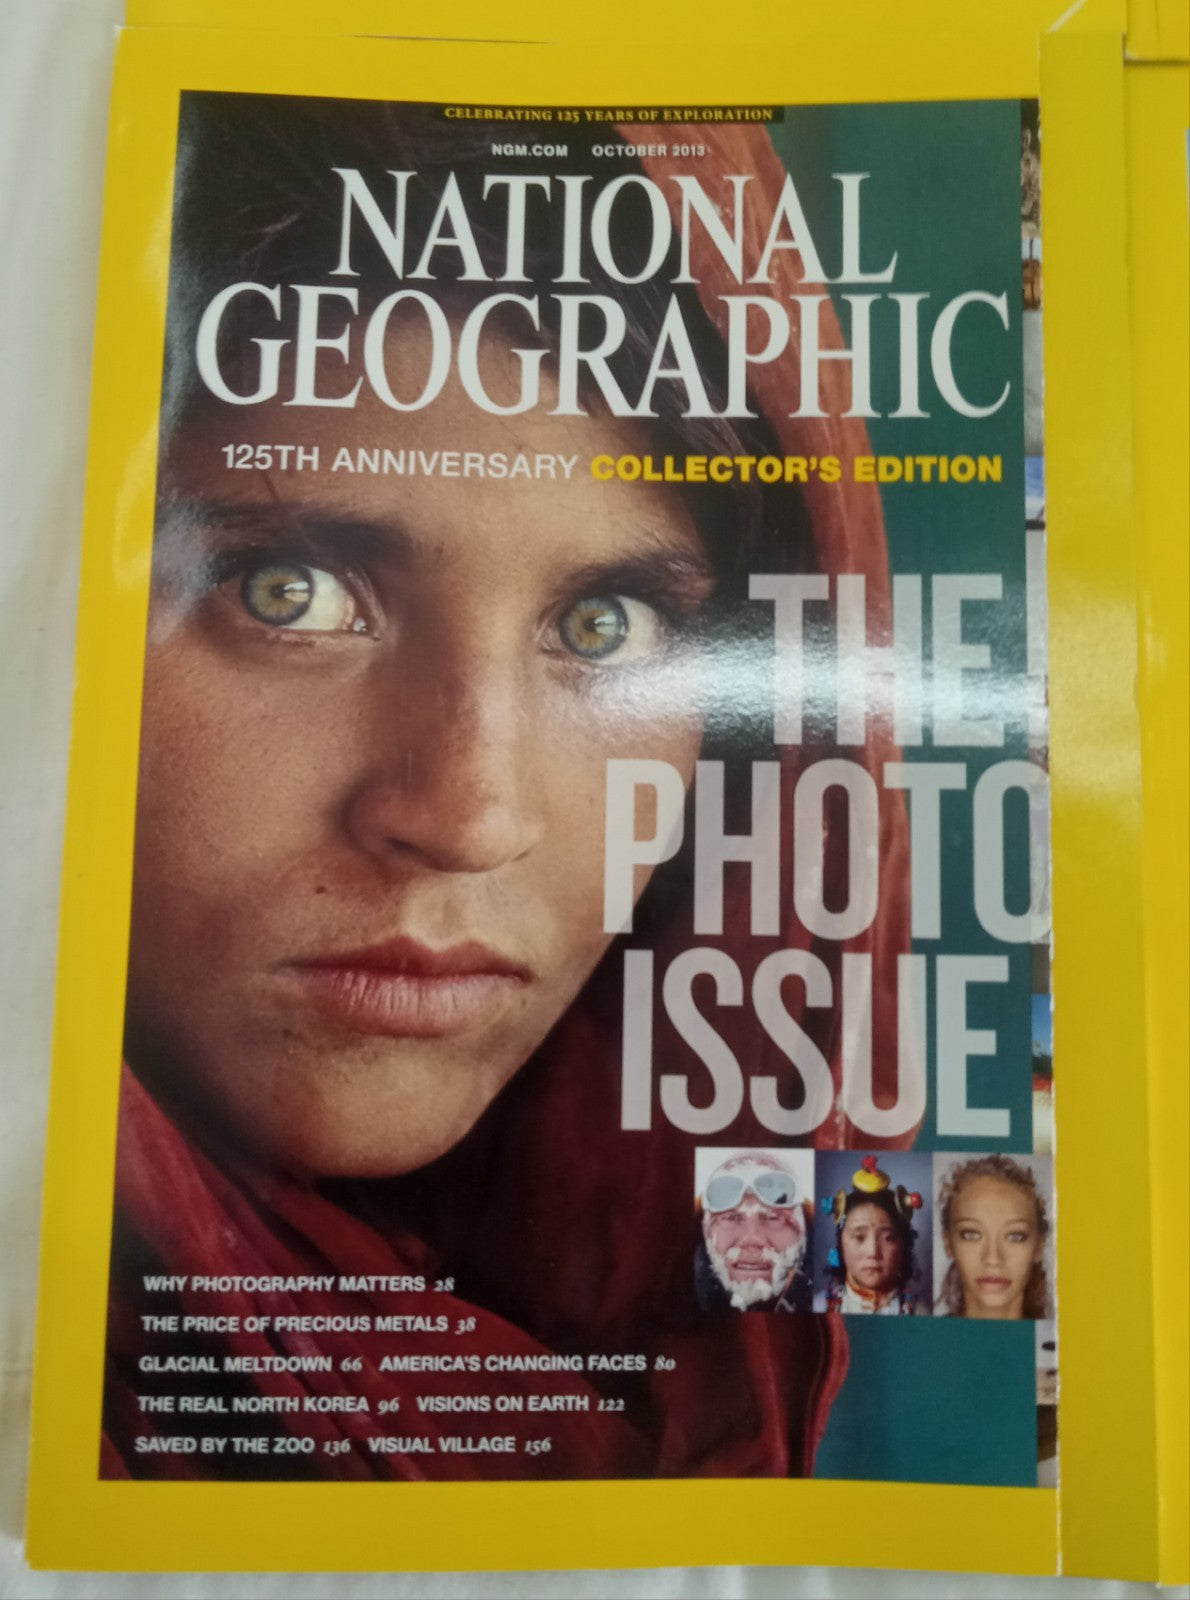 CELEBRATING 125 YEARS OF EXPLORATION
NGM.COM OCTOBER 2013
NATIONAL
GEOGRAPHIC
125TH ANNIVERSARY COLLECTOR'S EDITION
THE
PHOTO
ISSUE
WHY PHOTOGRAPHY MATTERS 28
THE PRICE OF PRECIOUS METALS 38
GLACIAL MELTDOWN 66 AMERICA'S CHANGING FACES 80
THE REAL NORTH KOREA 96 VISIONS ON EARTH 122
SAVED BY THE ZOO 136 VISUAL VILLAGE 156